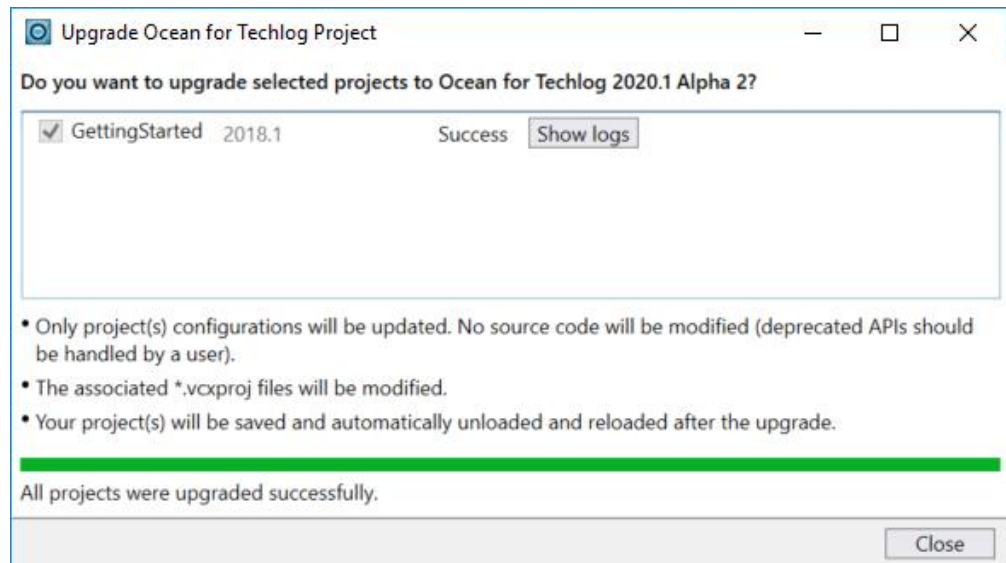 Upgrade Ocean for Techlog Project
Do you want to upgrade selected projects to Ocean for Techlog 2020.1 Alpha 2?
GettingStarted 2018.1 Success Show logs
• Only project(s) configurations will be updated. No source code will be modified (deprecated APIs should
be handled by a user).
• The associated *.vcxproj files will be modified.
• Your project(s) will be saved and automatically unloaded and reloaded after the upgrade.
All projects were upgraded successfully.
Close